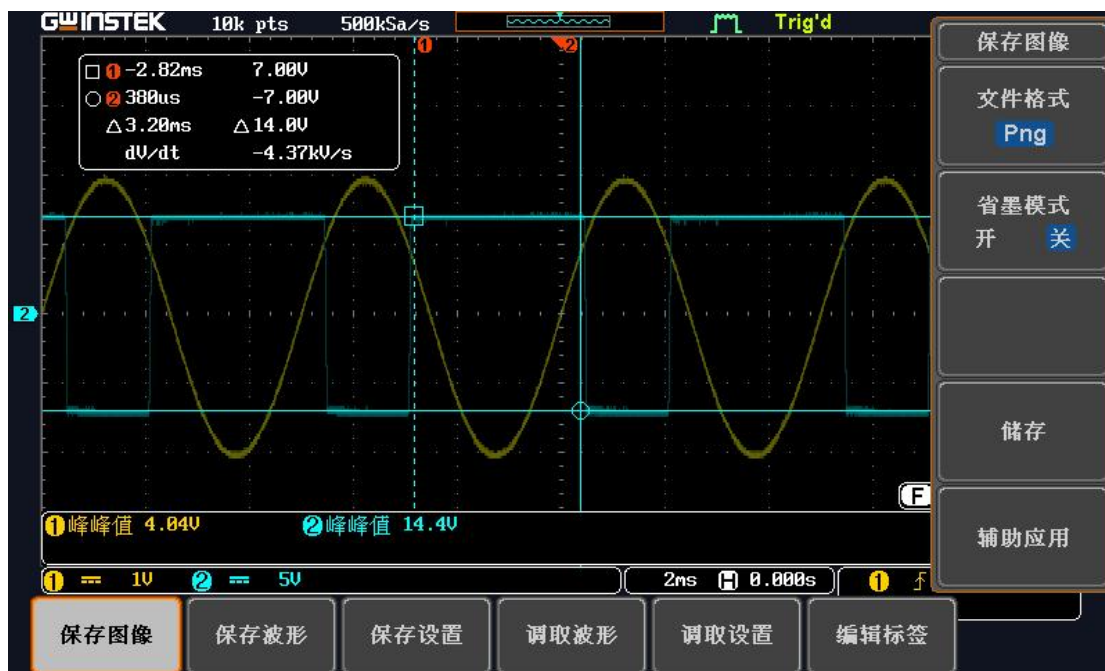 GWINSTEK 10k pts 500kSa/s Trig'd
1 2
□ 1 -2.82ms 7.00V
○ 2 380us -7.00V
△3.20ms △14.0V
dV/dt -4.37kV/s
2
F
1 峰峰值 4.04V 2 峰峰值 14.4V
1 1V 2 5V 2ms H 0.000s 1
保存图像
文件格式
Png
省墨模式
开 关
储存
辅助应用
保存图像 保存波形 保存设置 调取波形 调取设置 编辑标签